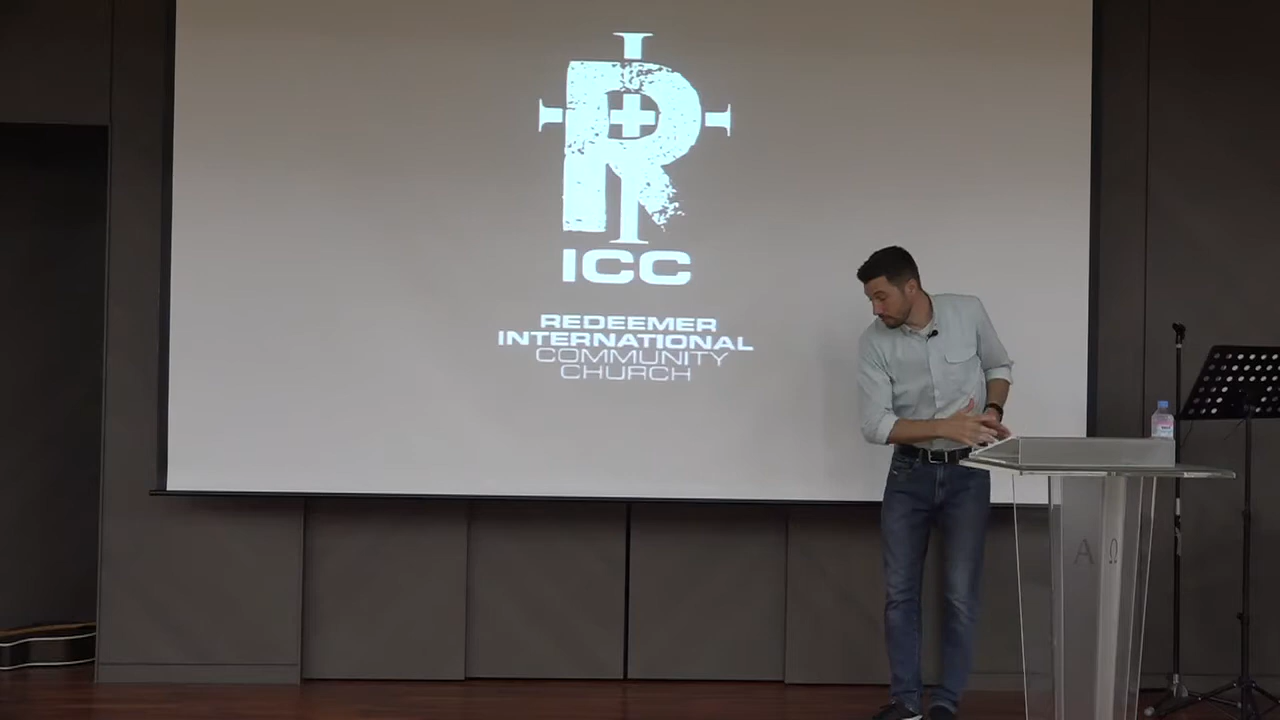 R
ICC
REDEEMER
INTERNATIONAL
COMMUNITY
CHURCH
Α Ω